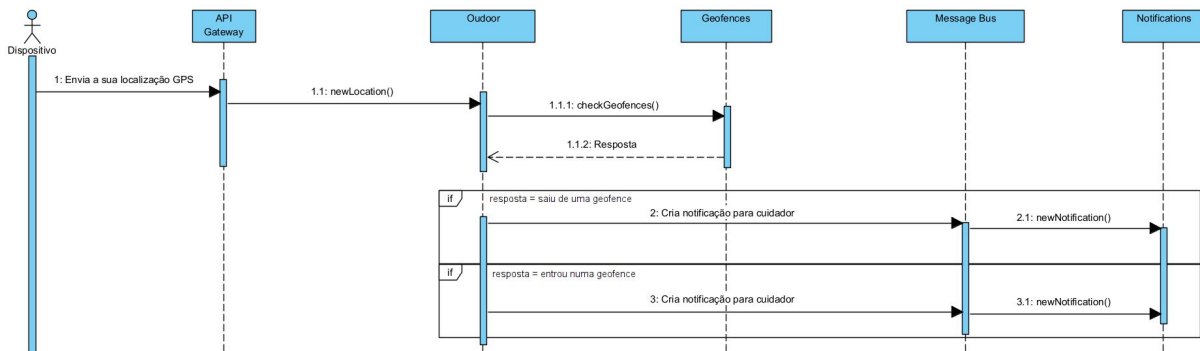 Dispositivo
API
Gateway
Oudoor
Geofences
Message Bus
Notifications
1: Envia a sua localização GPS
1.1: newLocation()
1.1.1: checkGeofences()
1.1.2: Resposta
if
resposta = saiu de uma geofence
2: Cria notificação para cuidador
2.1: newNotification()
if
resposta = entrou numa geofence
3: Cria notificação para cuidador
3.1: newNotification()